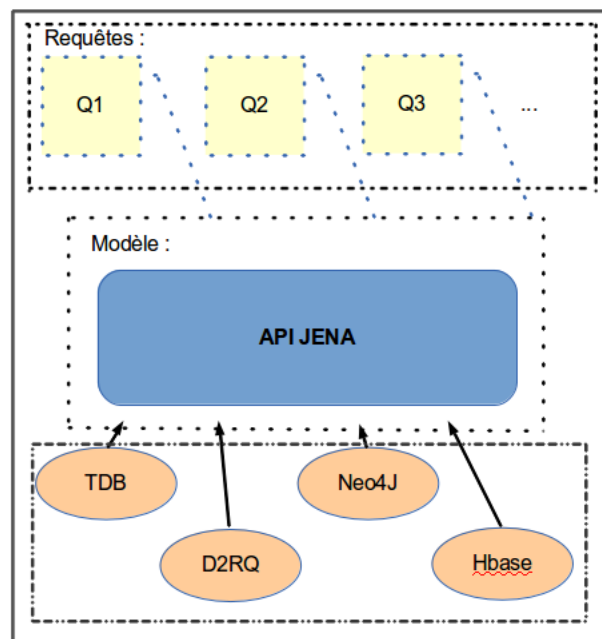 Requêtes :
Q1
Q2
Q3
...
Modèle :
API JENA
TDB
Neo4J
D2RQ
Hbase